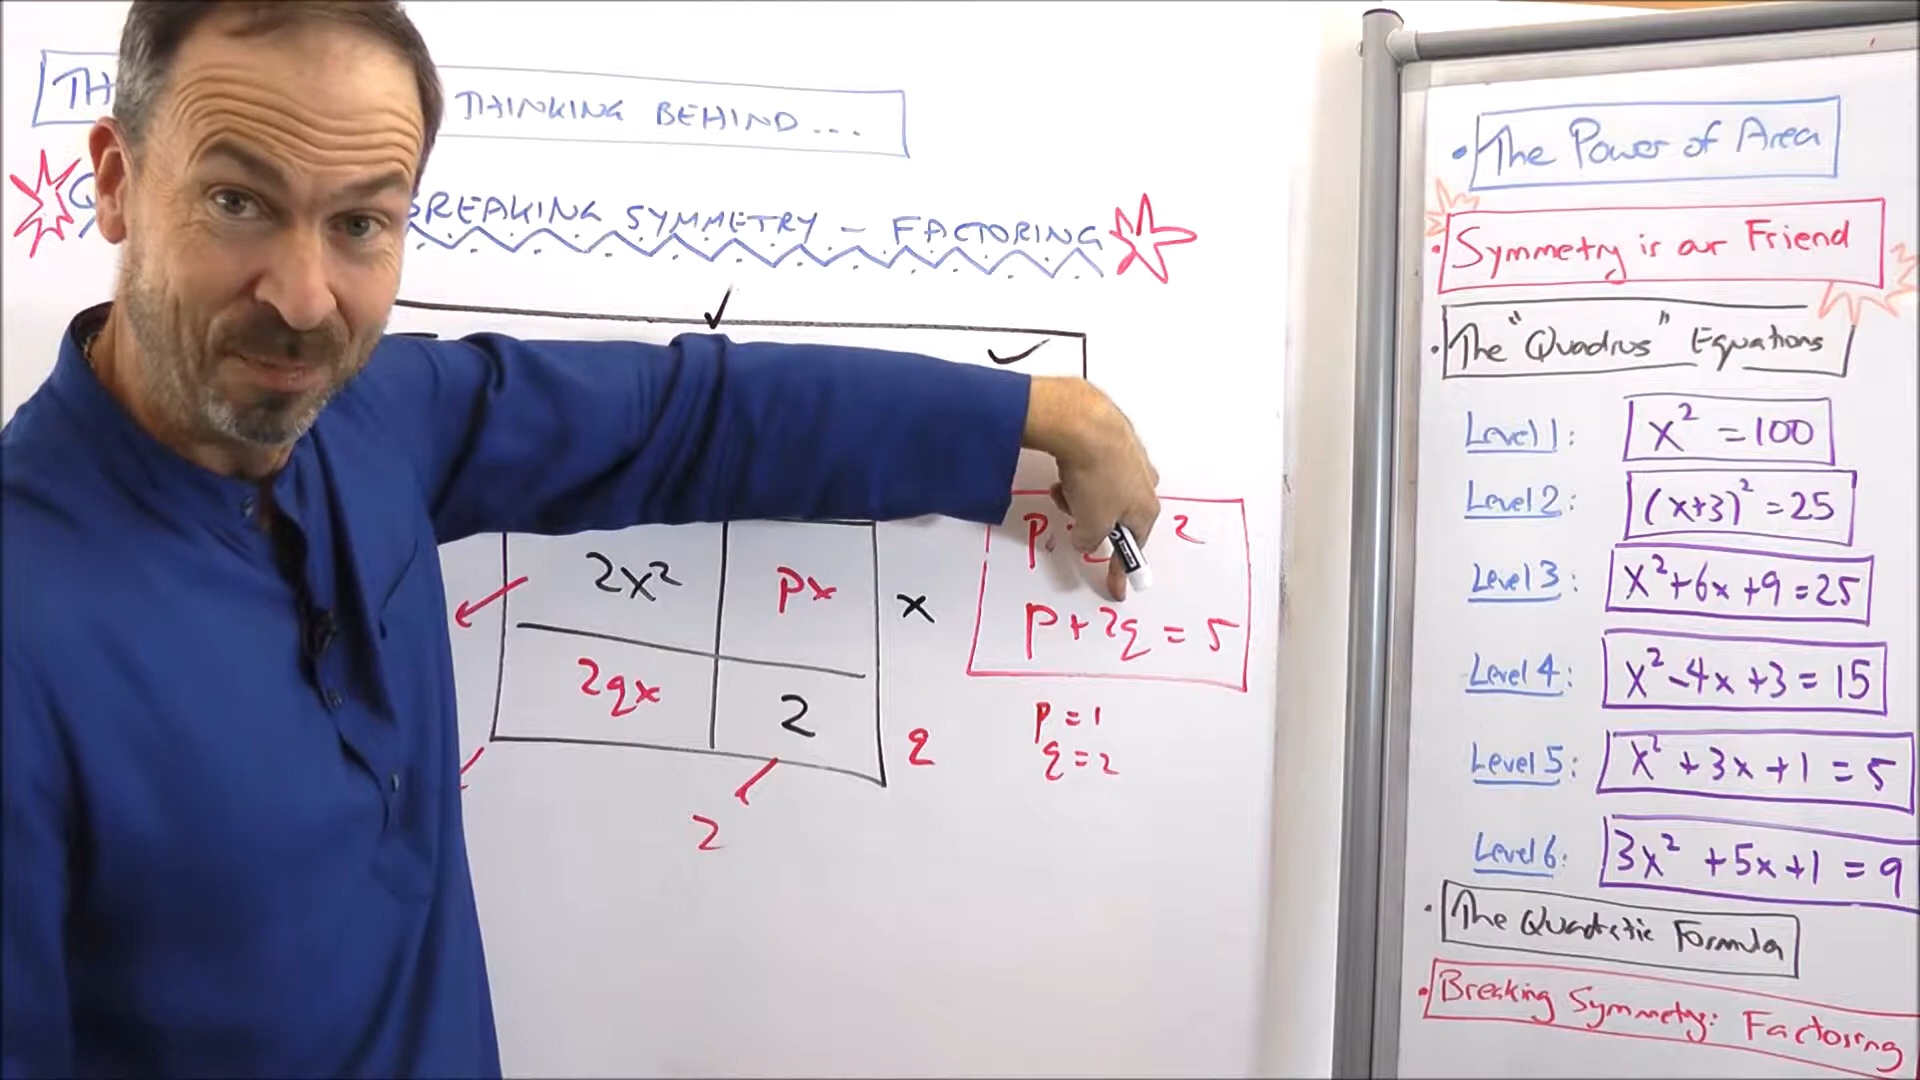 THINKING BEHIND...
BREAKING SYMMETRY - FACTORING
2x² px x
2qx 2 q
2
p+2q = 5
p = 1
q = 2
• The Power of Area
• Symmetry is our Friend
• The "Quadrus" Equations
Level 1: x² = 100
Level 2: (x+3)² = 25
Level 3: x²+6x+9 = 25
Level 4: x²-4x+3 = 15
Level 5: x²+3x+1 = 5
Level 6: 3x²+5x+1 = 9
• The Quadratic Formula
• Breaking Symmetry: Factoring